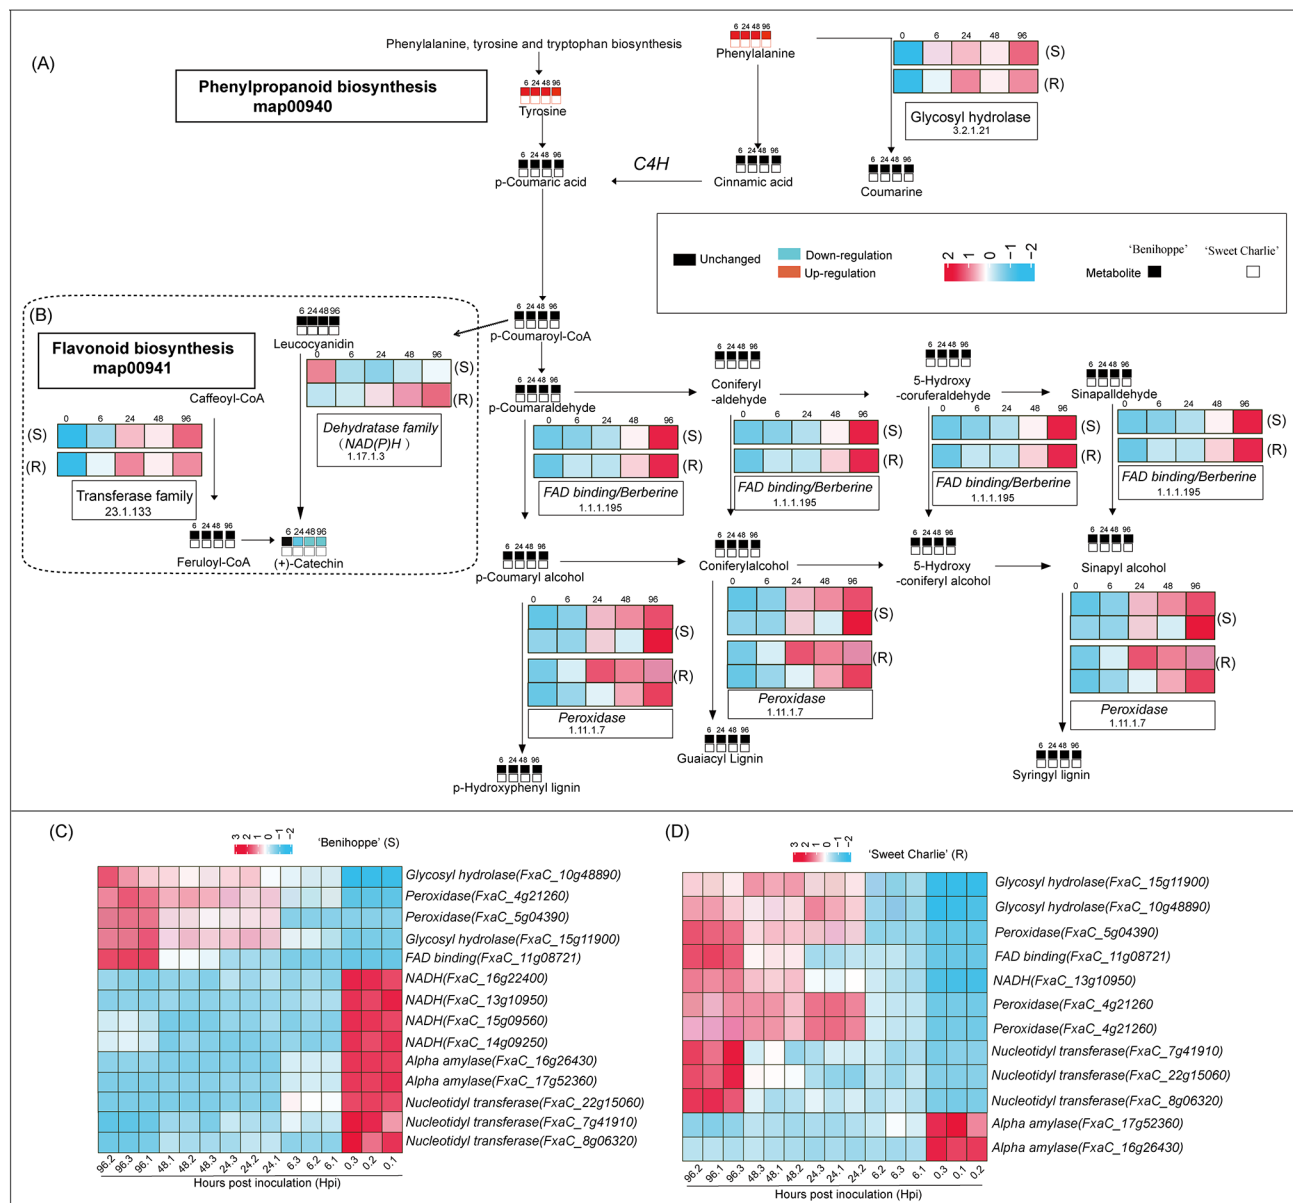 (A)
Phenylalanine, tyrosine and tryptophan biosynthesis
Phenylpropanoid biosynthesis
map00940
6 24 48 96
Tyrosine
6 24 48 96
Phenylalanine
0 6 24 48 96
(S)
(R)
Glycosyl hydrolase
3.2.1.21
6 24 48 96
p-Coumaric acid
C4H
6 24 48 96
Cinnamic acid
6 24 48 96
Coumarine
Unchanged
Down-regulation
Up-regulation
2 1 0 −1 −2
'Benihoppe'
'Sweet Charlie'
Metabolite
(B)
Flavonoid biosynthesis
map00941
6 24 48 96
Leucocyanidin
0 6 24 48 96
(S)
(R)
Dehydratase family
(NAD(P)H)
1.17.1.3
Caffeoyl-CoA
0 6 24 48 96
(S)
(R)
Transferase family
23.1.133
6 24 48 96
Feruloyl-CoA
6 24 48 96
(+)-Catechin
6 24 48 96
p-Coumaroyl-CoA
6 24 48 96
p-Coumaraldehyde
6 24 48 96
Coniferyl
-aldehyde
6 24 48 96
5-Hydroxy
-coruferaldehyde
6 24 48 96
Sinapalldehyde
0 6 24 48 96
(S)
(R)
FAD binding/Berberine
1.1.1.195
0 6 24 48 96
(S)
(R)
FAD binding/Berberine
1.1.1.195
0 6 24 48 96
(S)
(R)
FAD binding/Berberine
1.1.1.195
0 6 24 48 96
(S)
(R)
FAD binding/Berberine
1.1.1.195
6 24 48 96
p-Coumaryl alcohol
6 24 48 96
Coniferylalcohol
6 24 48 96
5-Hydroxy
-coniferyl alcohol
6 24 48 96
Sinapyl alcohol
0 6 24 48 96
(S)
(R)
Peroxidase
1.11.1.7
0 6 24 48 96
(S)
(R)
Peroxidase
1.11.1.7
0 6 24 48 96
(S)
(R)
Peroxidase
1.11.1.7
6 24 48 96
p-Hydroxyphenyl lignin
6 24 48 96
Guaiacyl Lignin
6 24 48 96
Syringyl lignin
(C)
3 2 1 0 −1 −2
'Benihoppe' (S)
Glycosyl hydrolase(FxaC_10g48890)
Peroxidase(FxaC_4g21260)
Peroxidase(FxaC_5g04390)
Glycosyl hydrolase(FxaC_15g11900)
FAD binding(FxaC_11g08721)
NADH(FxaC_16g22400)
NADH(FxaC_13g10950)
NADH(FxaC_15g09560)
NADH(FxaC_14g09250)
Alpha amylase(FxaC_16g26430)
Alpha amylase(FxaC_17g52360)
Nucleotidyl transferase(FxaC_22g15060)
Nucleotidyl transferase(FxaC_7g41910)
Nucleotidyl transferase(FxaC_8g06320)
96.2 96.3 96.1 48.1 48.2 48.3 24.3 24.2 24.1 6.3 6.2 6.1 0.3 0.2 0.1
Hours post inoculation (Hpi)
(D)
3 2 1 0 −1 −2
'Sweet Charlie' (R)
Glycosyl hydrolase(FxaC_15g11900)
Glycosyl hydrolase(FxaC_10g48890)
Peroxidase(FxaC_5g04390)
FAD binding(FxaC_11g08721)
NADH(FxaC_13g10950)
Peroxidase(FxaC_4g21260
Peroxidase(FxaC_4g21260)
Nucleotidyl transferase(FxaC_7g41910)
Nucleotidyl transferase(FxaC_22g15060)
Nucleotidyl transferase(FxaC_8g06320)
Alpha amylase(FxaC_17g52360)
Alpha amylase(FxaC_16g26430)
96.2 96.1 96.3 48.3 48.1 48.2 24.3 24.1 24.2 6.2 6.3 6.1 0.3 0.1 0.2
Hours post inoculation (Hpi)